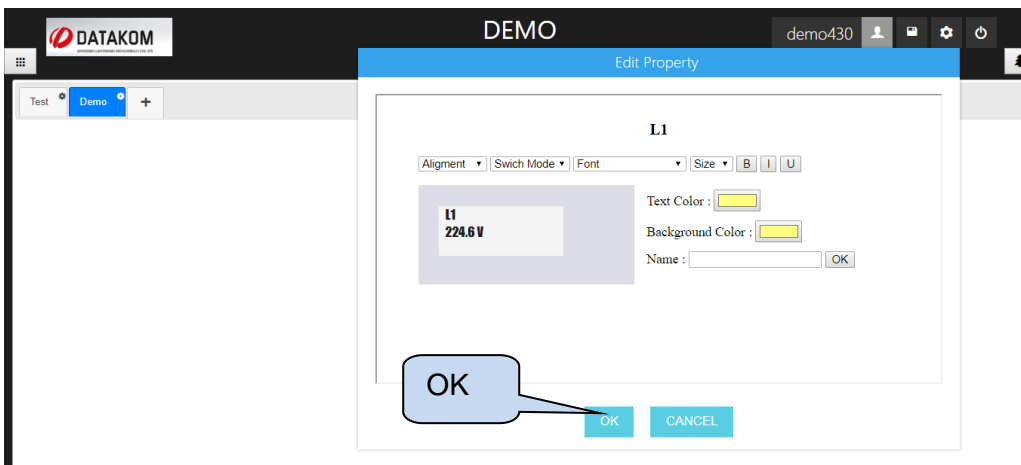 DATAKOM
DEMO
demo430
Edit Property
Test
Demo
+
L1
Aligment
Swich Mode
Font
Size
B
I
U
L1
224.6 V
Text Color :
Background Color :
Name :
OK
OK
OK
CANCEL